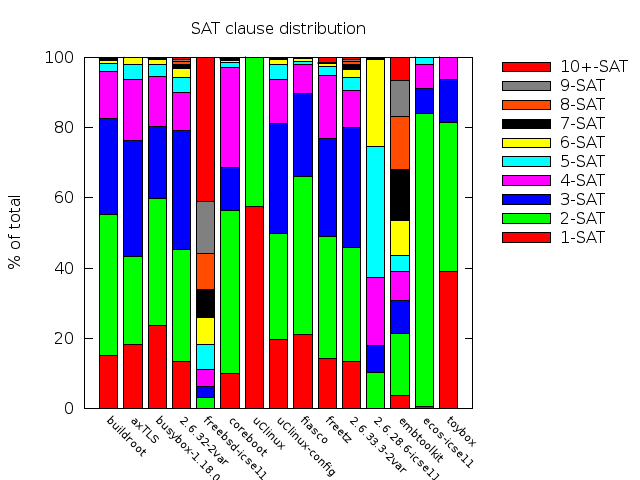 SAT clause distribution
% of total
100
80
60
40
20
0
10+-SAT
9-SAT
8-SAT
7-SAT
6-SAT
5-SAT
4-SAT
3-SAT
2-SAT
1-SAT
buildroot
axTLS
busybox-1.18.0
2.6.32-2var
freebsd-icse11
coreboot
uClinux
uClinux-config
fiasco
freetz
2.6.33.3-2var
2.6.28.6-icse11
embtoolkit
ecos-icse11
toybox